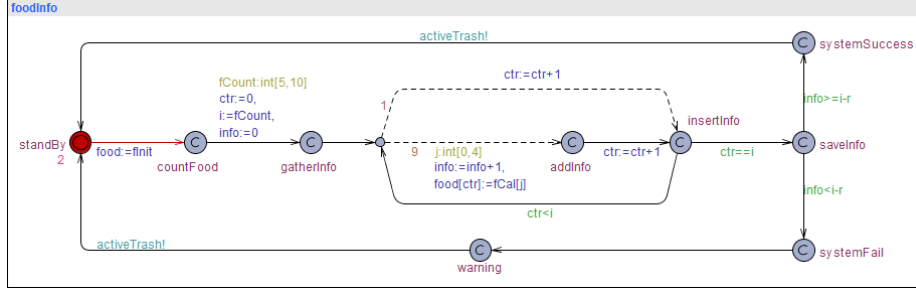 foodInfo
activeTrash!
systemSuccess
fCount:int[5,10]
ctr:=0,
i:=fCount,
info:=0
ctr:=ctr+1
1
info>=i-r
insertInfo
standBy
2
food:=fInit
countFood
gatherInfo
9
j:int[0,4]
info:=info+1,
food[ctr]:=fCal[j]
addInfo
ctr:=ctr+1
ctr==i
saveInfo
ctr<i
info<i-r
activeTrash!
warning
systemFail
C
C
C
C
C
C
C
C